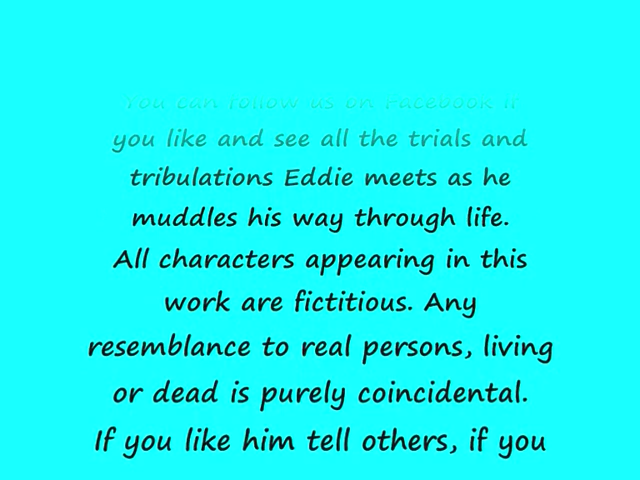 You can follow us on Facebook if
you like and see all the trials and
tribulations Eddie meets as he
muddles his way through life.
All characters appearing in this
work are fictitious. Any
resemblance to real persons, living
or dead is purely coincidental.
If you like him tell others, if you